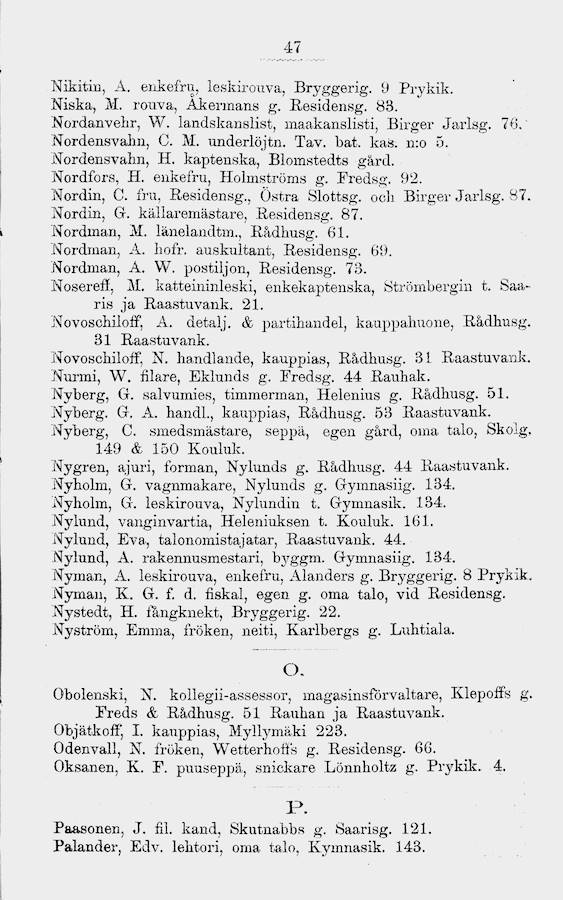 47
Nikitin, A. enkefru, leskirouva, Bryggerig. 9 Prykik.
Niska, M. rouva, Åkermans g. Residensg. 83.
Nordanvehr, W. landskanslist, maakanslisti, Birger Jarlsg. 76.
Nordensvahn, C. M. underlöjtn. Tav. bat. kas. n:o 5.
Nordensvahn, H. kaptenska, Blomstedts gård.
Nordfors, H. enkefru, Holmströms g. Fredsg. 92.
Nordin, C. fru, Residensg., Östra Slottsg. och Birger Jarlsg. 87.
Nordin, G. källaremästare, Residensg. 87.
Nordman, M. länelandtm., Rådhusg. 61.
Nordman, A. hofr. auskultant, Residensg. 69.
Nordman, A. W. postiljon, Residensg. 73.
Nosereff, M. katteininleski, enkekaptenska, Strömbergin t. Saa-
ris ja Raastuvank. 21.
Novoschiloff, A. detalj. & partihandel, kauppahuone, Rådhusg.
31 Raastuvank.
Novoschiloff, N. handlande, kauppias, Rådhusg. 31 Raastuvank.
Nurmi, W. filare, Eklunds g. Fredsg. 44 Rauhak.
Nyberg, G. salvumies, timmerman, Helenius g. Rådhusg. 51.
Nyberg. G. A. handl., kauppias, Rådhusg. 53 Raastuvank.
Nyberg, C. smedsmästare, seppä, egen gård, oma talo, Skolg.
149 & 150 Kouluk.
Nygren, ajuri, forman, Nylunds g. Rådhusg. 44 Raastuvank.
Nyholm, G. vagnmakare, Nylunds g. Gymnasiig. 134.
Nyholm, G. leskirouva, Nylundin t. Gymnasik. 134.
Nylund, vanginvartia, Heleniuksen t. Kouluk. 161.
Nylund, Eva, talonomistajatar, Raastuvank. 44.
Nylund, A. rakennusmestari, byggm. Gymnasiig. 134.
Nyman, A. leskirouva, enkefru, Alanders g. Bryggerig. 8 Prykik.
Nyman, K. G. f. d. fiskal, egen g. oma talo, vid Residensg.
Nystedt, H. fångknekt, Bryggerig. 22.
Nyström, Emma, fröken, neiti, Karlbergs g. Luhtiala.
O.
Obolenski, N. kollegii-assessor, magasinsförvaltare, Klepoffs g.
Freds & Rådhusg. 51 Rauhan ja Raastuvank.
Objätkoff, I. kauppias, Myllymäki 223.
Odenvall, N. fröken, Wetterhoffs g. Residensg. 66.
Oksanen, K. F. puuseppä, snickare Lönnholtz g. Prykik. 4.
P.
Paasonen, J. fil. kand, Skutnabbs g. Saarisg. 121.
Palander, Edv. lehtori, oma talo, Kymnasik. 143.